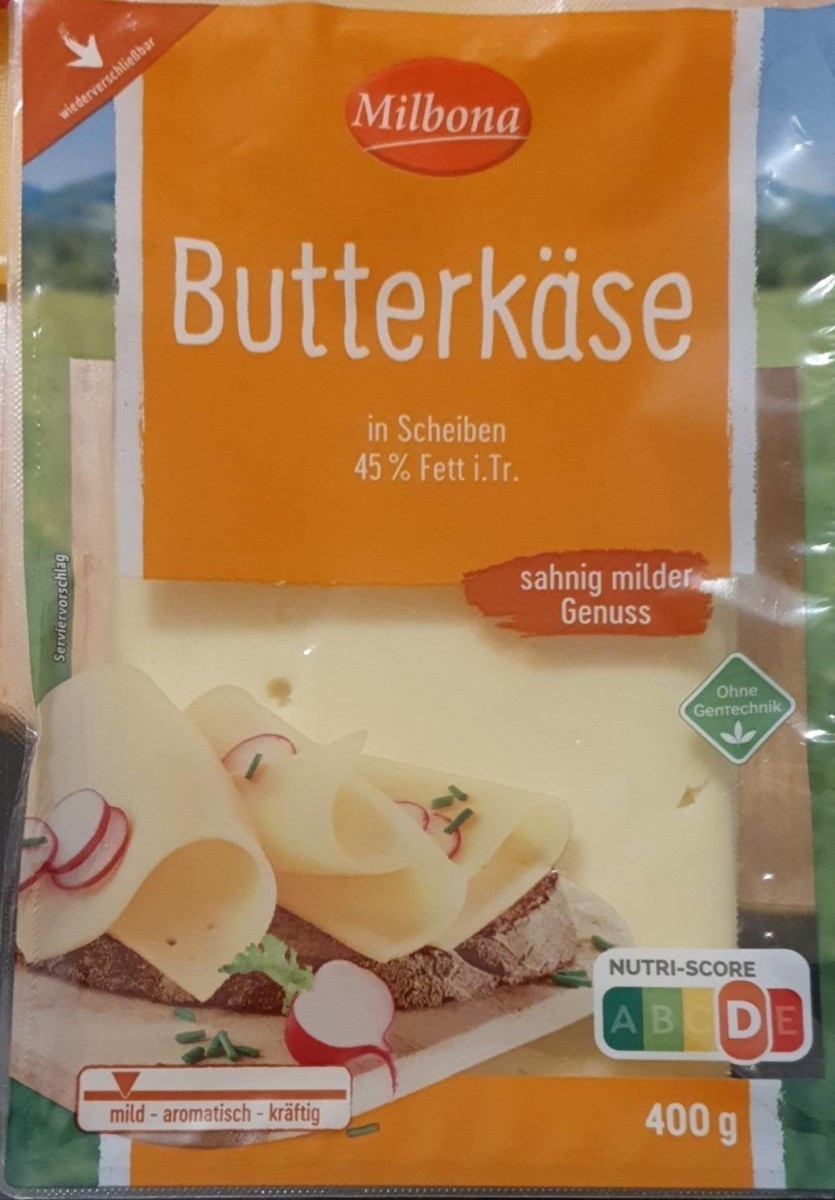 wiederverschließbar
Milbona
Butterkäse
in Scheiben
45 % Fett i.Tr.
sahnig milder
Genuss
Serviervorschlag
Ohne
Gentechnik
NUTRI-SCORE
A B C D E
mild - aromatisch - kräftig
400 g